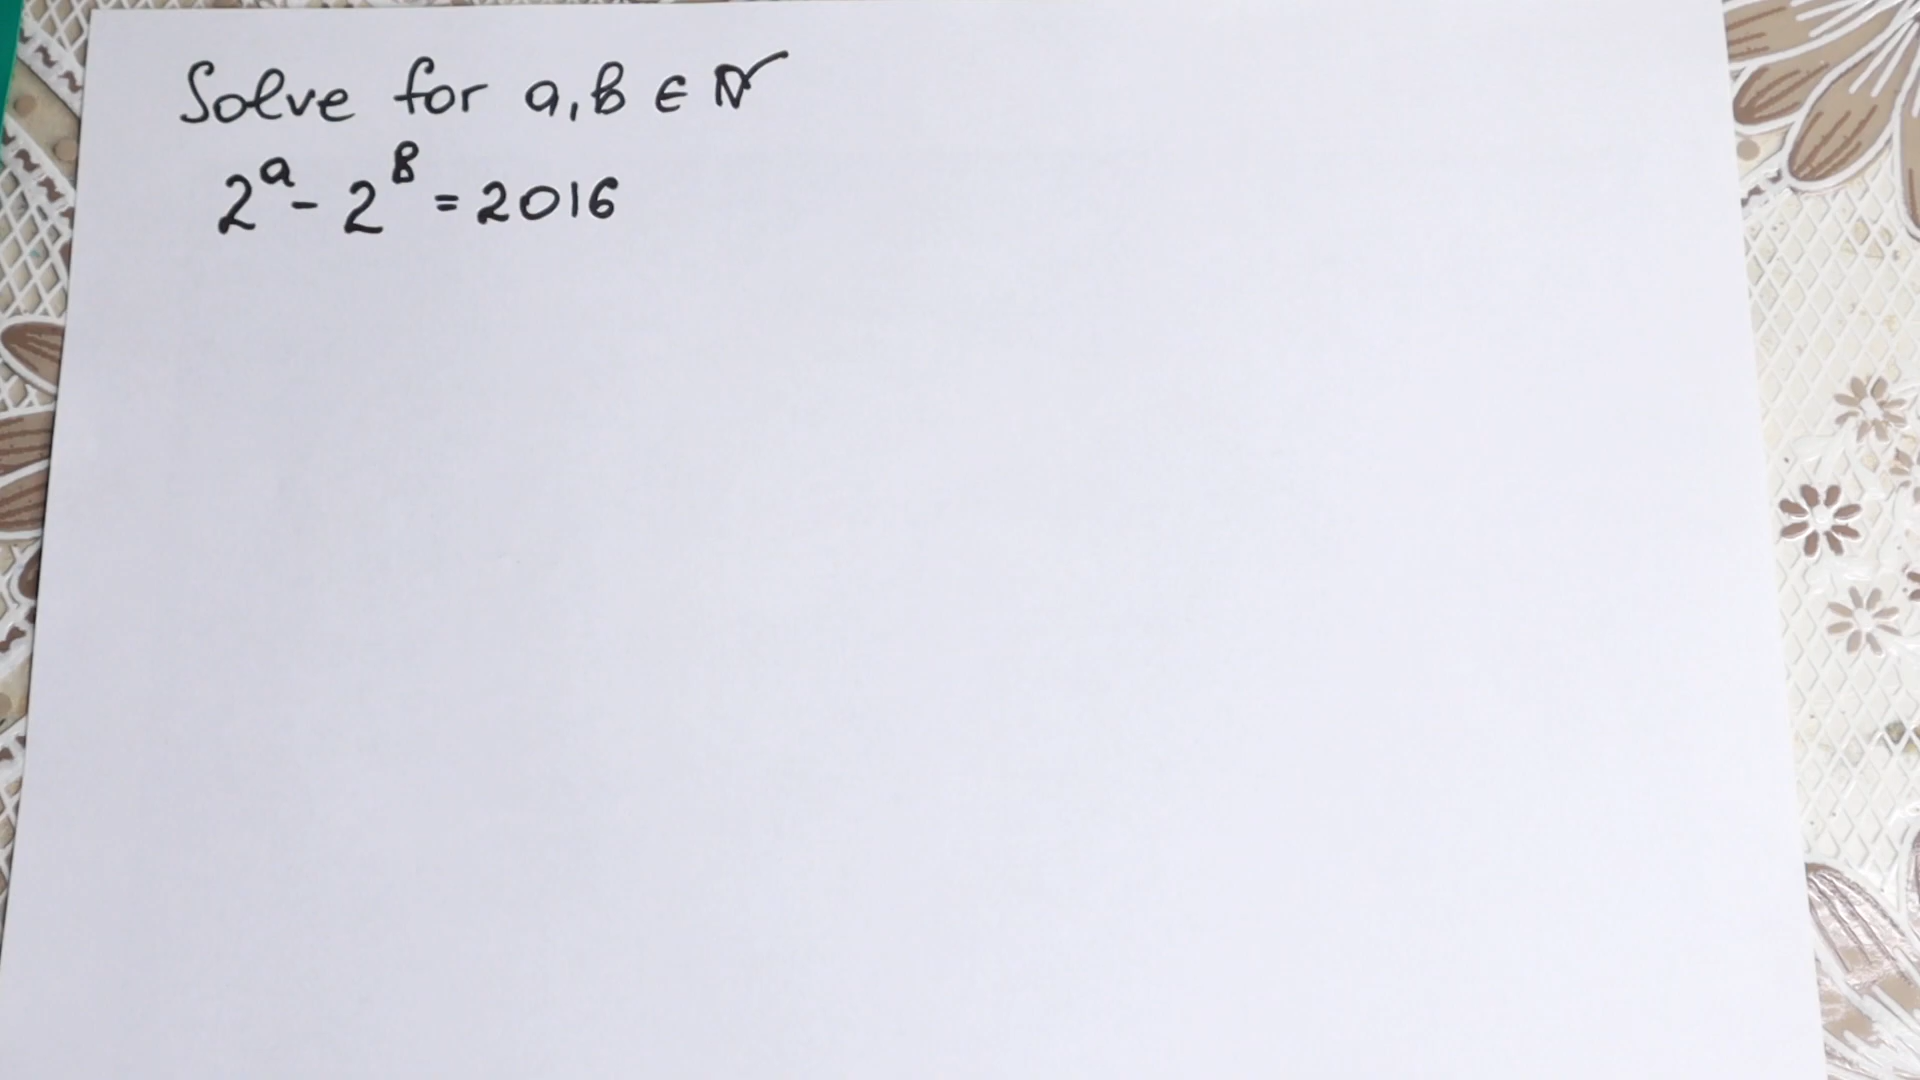 Solve for a, b ∈ ℕ
2^a - 2^b = 2016